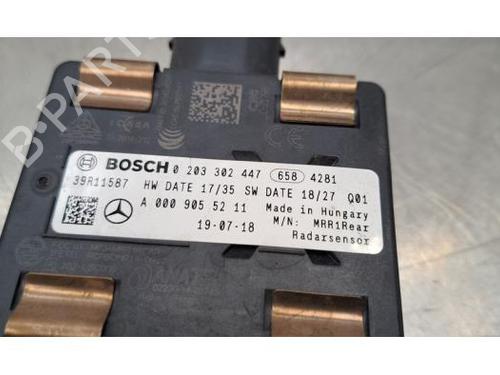 B-PARTS
BOSCH 0 203 302 447 658 4281
39R11587 HW DATE 17/35 SW DATE 18/27 Q01
A 000 905 52 11 Made in Hungary
19-07-18 M/N: MRR1Rear
Radarsensor